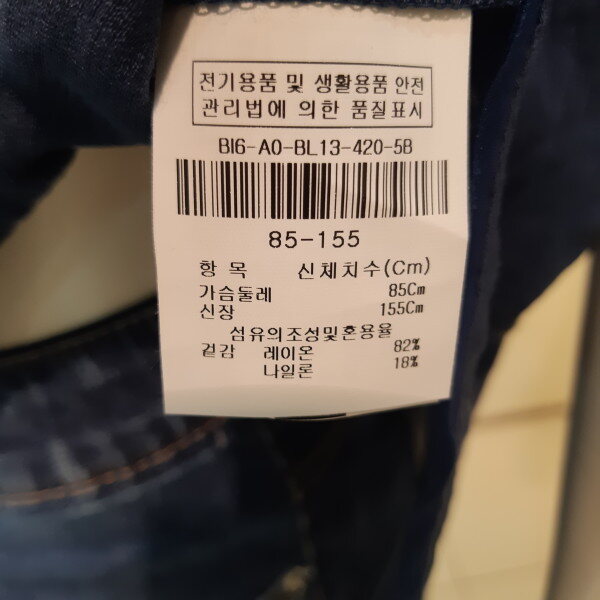 전기용품 및 생활용품 안전
관리법에 의한 품질표시
BI6-A0-BL13-420-5B
85-155
항 목 신체치수(Cm)
가슴둘레 85Cm
신장 155Cm
섬유의조성및혼용율
겉감 레이온 82%
나일론 18%